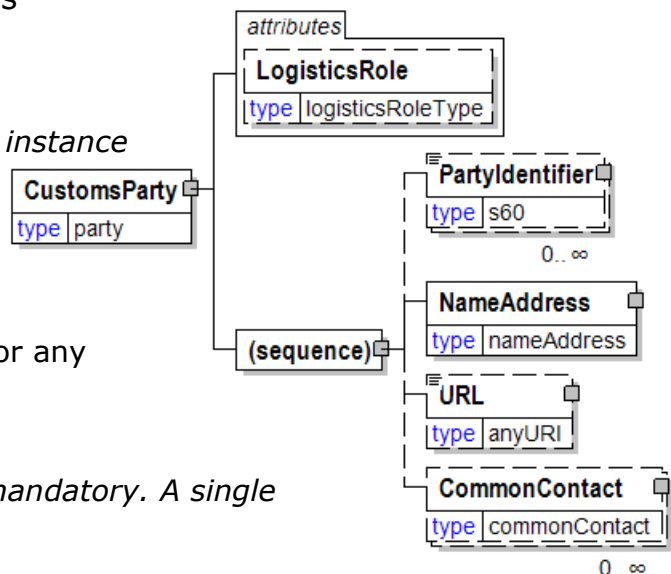 s
attributes
LogisticsRole
type logisticsRoleType
instance
CustomsParty
type party
PartyIdentifier
type s60
0.. ∞
NameAddress
type nameAddress
or any
(sequence)
URL
type anyURI
mandatory. A single
CommonContact
type commonContact
0.. ∞